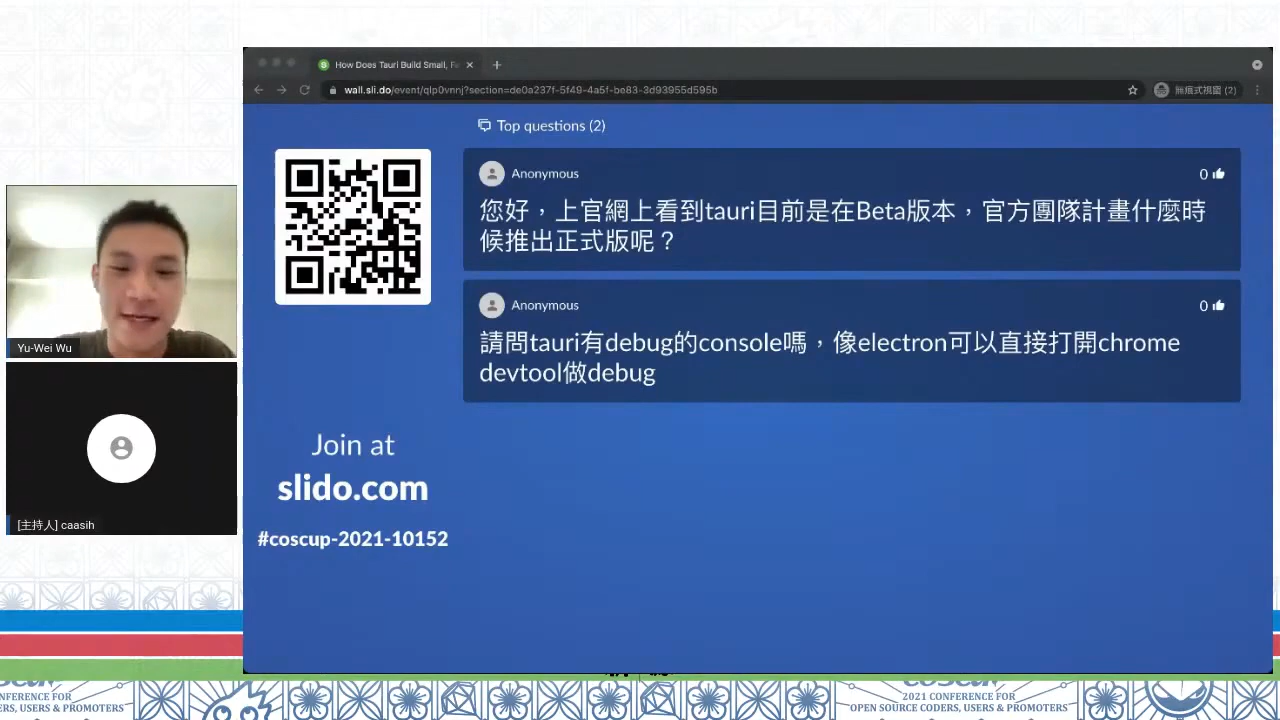 How Does Tauri Build Small, Fa
wall.sli.do/event/qlp0vnnj?section=de0a237f-5f49-4a5f-be83-3d93955d595b
無痕式視窗 (2)
Top questions (2)
Anonymous
0
您好，上官網上看到tauri目前是在Beta版本，官方團隊計畫什麼時
候推出正式版呢？
Anonymous
0
請問tauri有debug的console嗎，像electron可以直接打開chrome
devtool做debug
Join at
slido.com
#coscup-2021-10152
Yu-Wei Wu
[主持人] caasih
NFERENCE FOR
ERS, USERS & PROMOTERS
2021 CONFERENCE FOR
OPEN SOURCE CODERS, USERS & PROMOTERS